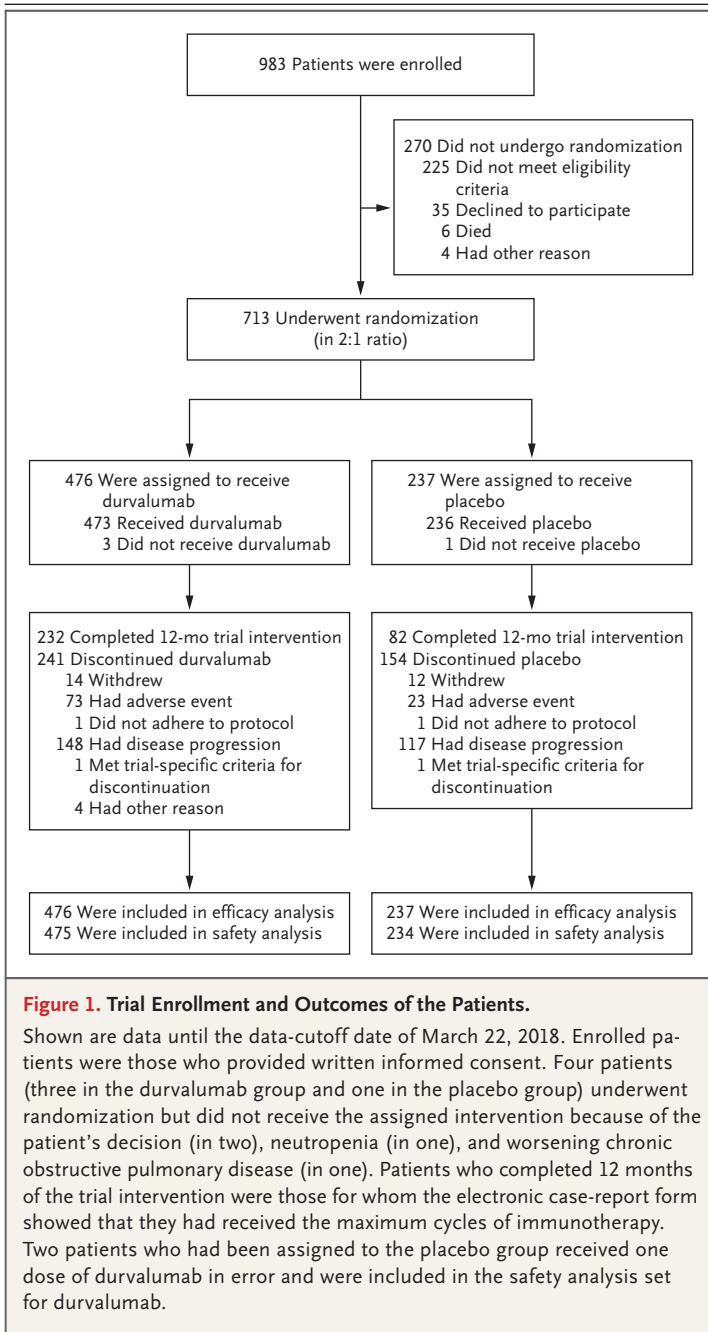 983 Patients were enrolled
270 Did not undergo randomization
225 Did not meet eligibility
criteria
35 Declined to participate
6 Died
4 Had other reason
713 Underwent randomization
(in 2:1 ratio)
476 Were assigned to receive
durvalumab
473 Received durvalumab
3 Did not receive durvalumab
237 Were assigned to receive
placebo
236 Received placebo
1 Did not receive placebo
232 Completed 12-mo trial intervention
241 Discontinued durvalumab
14 Withdrew
73 Had adverse event
1 Did not adhere to protocol
148 Had disease progression
1 Met trial-specific criteria for
discontinuation
4 Had other reason
82 Completed 12-mo trial intervention
154 Discontinued placebo
12 Withdrew
23 Had adverse event
1 Did not adhere to protocol
117 Had disease progression
1 Met trial-specific criteria for
discontinuation
476 Were included in efficacy analysis
475 Were included in safety analysis
237 Were included in efficacy analysis
234 Were included in safety analysis
Figure 1. Trial Enrollment and Outcomes of the Patients.
Shown are data until the data-cutoff date of March 22, 2018. Enrolled pa-
tients were those who provided written informed consent. Four patients
(three in the durvalumab group and one in the placebo group) underwent
randomization but did not receive the assigned intervention because of the
patient's decision (in two), neutropenia (in one), and worsening chronic
obstructive pulmonary disease (in one). Patients who completed 12 months
of the trial intervention were those for whom the electronic case-report form
showed that they had received the maximum cycles of immunotherapy.
Two patients who had been assigned to the placebo group received one
dose of durvalumab in error and were included in the safety analysis set
for durvalumab.